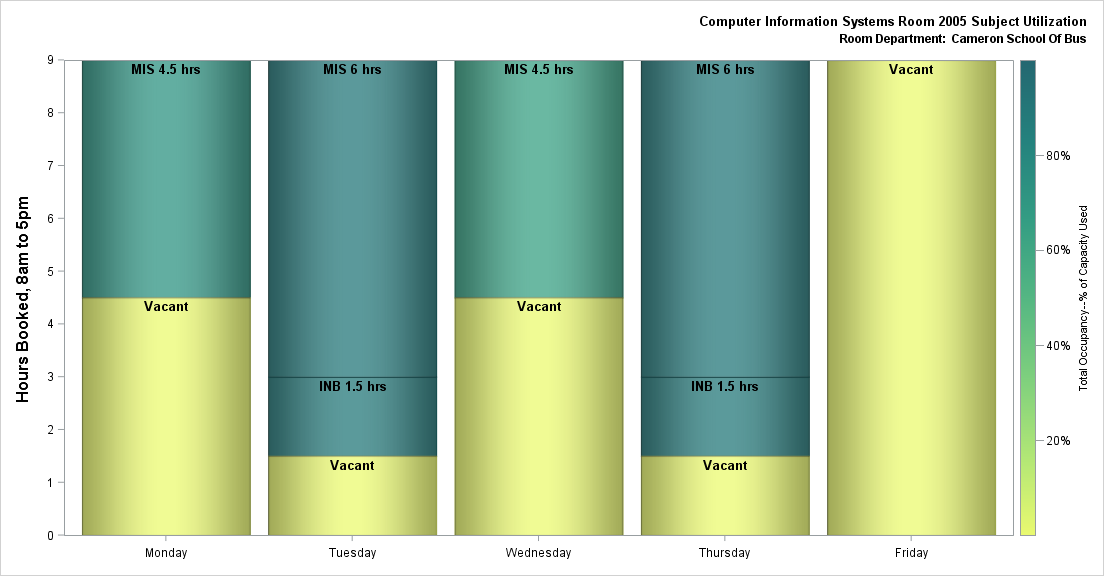 Computer Information Systems Room 2005 Subject Utilization
Room Department: Cameron School Of Bus
Hours Booked, 8am to 5pm
9
8
7
6
5
4
3
2
1
0
MIS 4.5 hrs
Vacant
MIS 6 hrs
INB 1.5 hrs
Vacant
MIS 4.5 hrs
Vacant
MIS 6 hrs
INB 1.5 hrs
Vacant
Vacant
Monday
Tuesday
Wednesday
Thursday
Friday
80%
60%
40%
20%
Total Occupancy--% of Capacity Used